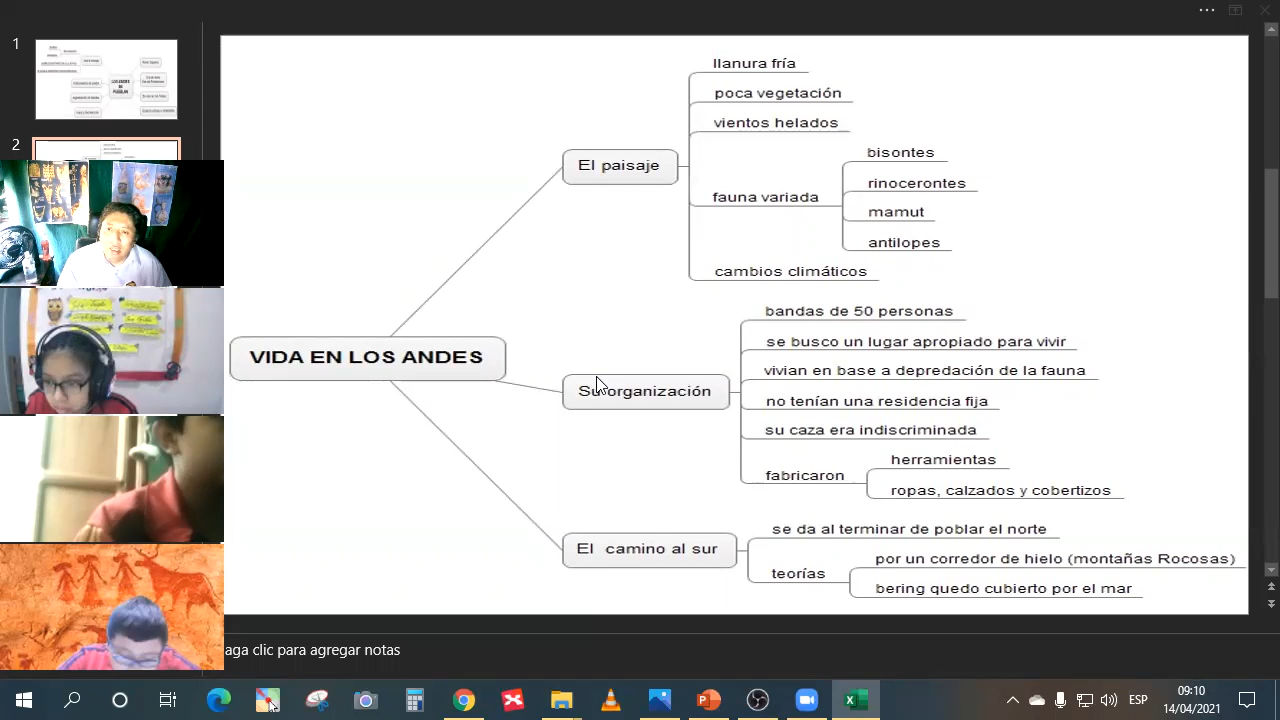 1
LOS ANDES
2
llanura fría
poca vegetación
vientos helados
El paisaje
bisontes
rinocerontes
fauna variada
mamut
antilopes
cambios climáticos
bandas de 50 personas
se busco un lugar apropiado para vivir
VIDA EN LOS ANDES
vivian en base a depredación de la fauna
Su organización
no tenían una residencia fija
su caza era indiscriminada
herramientas
fabricaron
ropas, calzados y cobertizos
se da al terminar de poblar el norte
El camino al sur
por un corredor de hielo (montañas Rocosas)
teorías
bering quedo cubierto por el mar
aga clic para agregar notas
ESP
09:10
14/04/2021